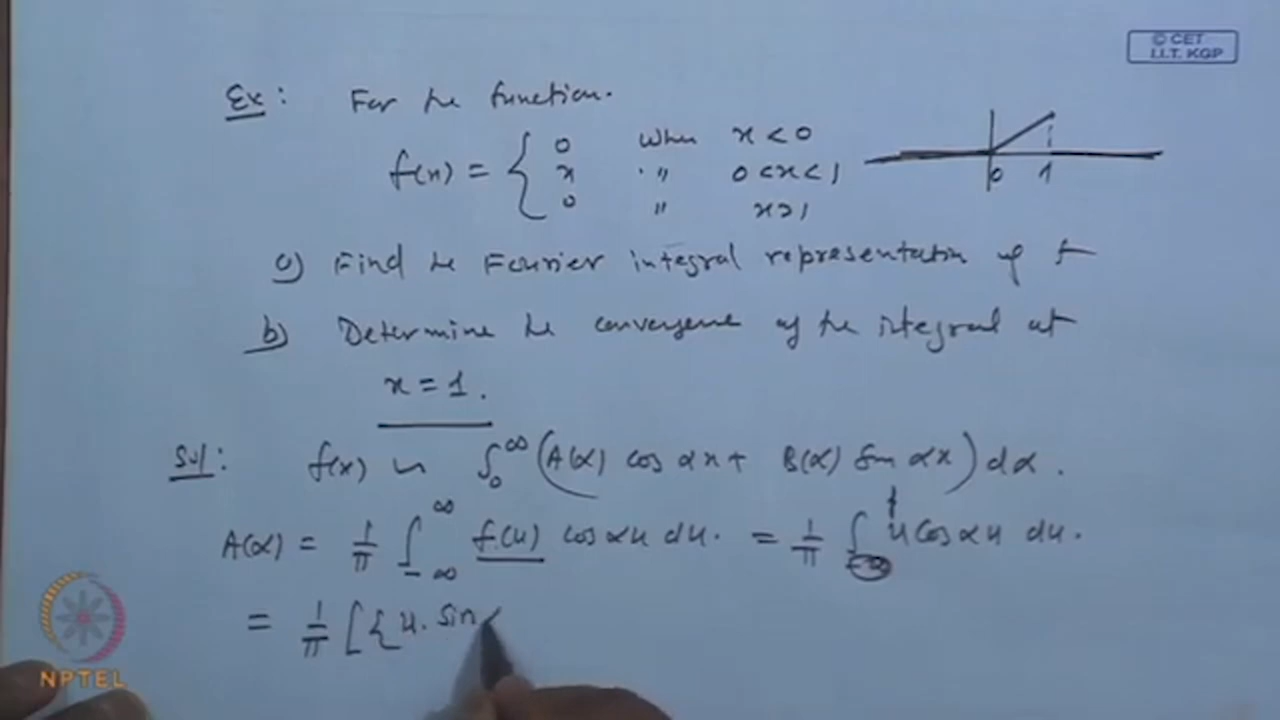 © CET
I.I.T. KGP
Ex: For the function.
f(x) = { 0 when x < 0
x " 0 < x < 1
0 " x > 1
0 1
a) Find the Fourier integral representation of f
b) Determine the convergence of the integral at
x = 1.
Sol: f(x) ~ ∫₀^∞ (A(α) cos αx + B(α) sin αx) dα.
A(α) = 1/π ∫_{-∞}^{∞} f(u) cos αu du. = 1/π ∫ ^1 u cos αu du.
= 1/π [ { u. sin
NPTEL